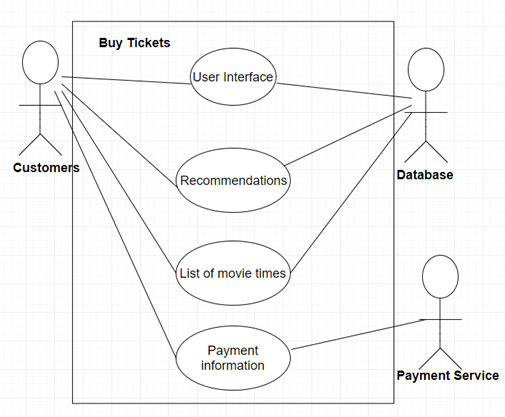 Buy Tickets
User Interface
Customers
Recommendations
Database
List of movie times
Payment
information
Payment Service